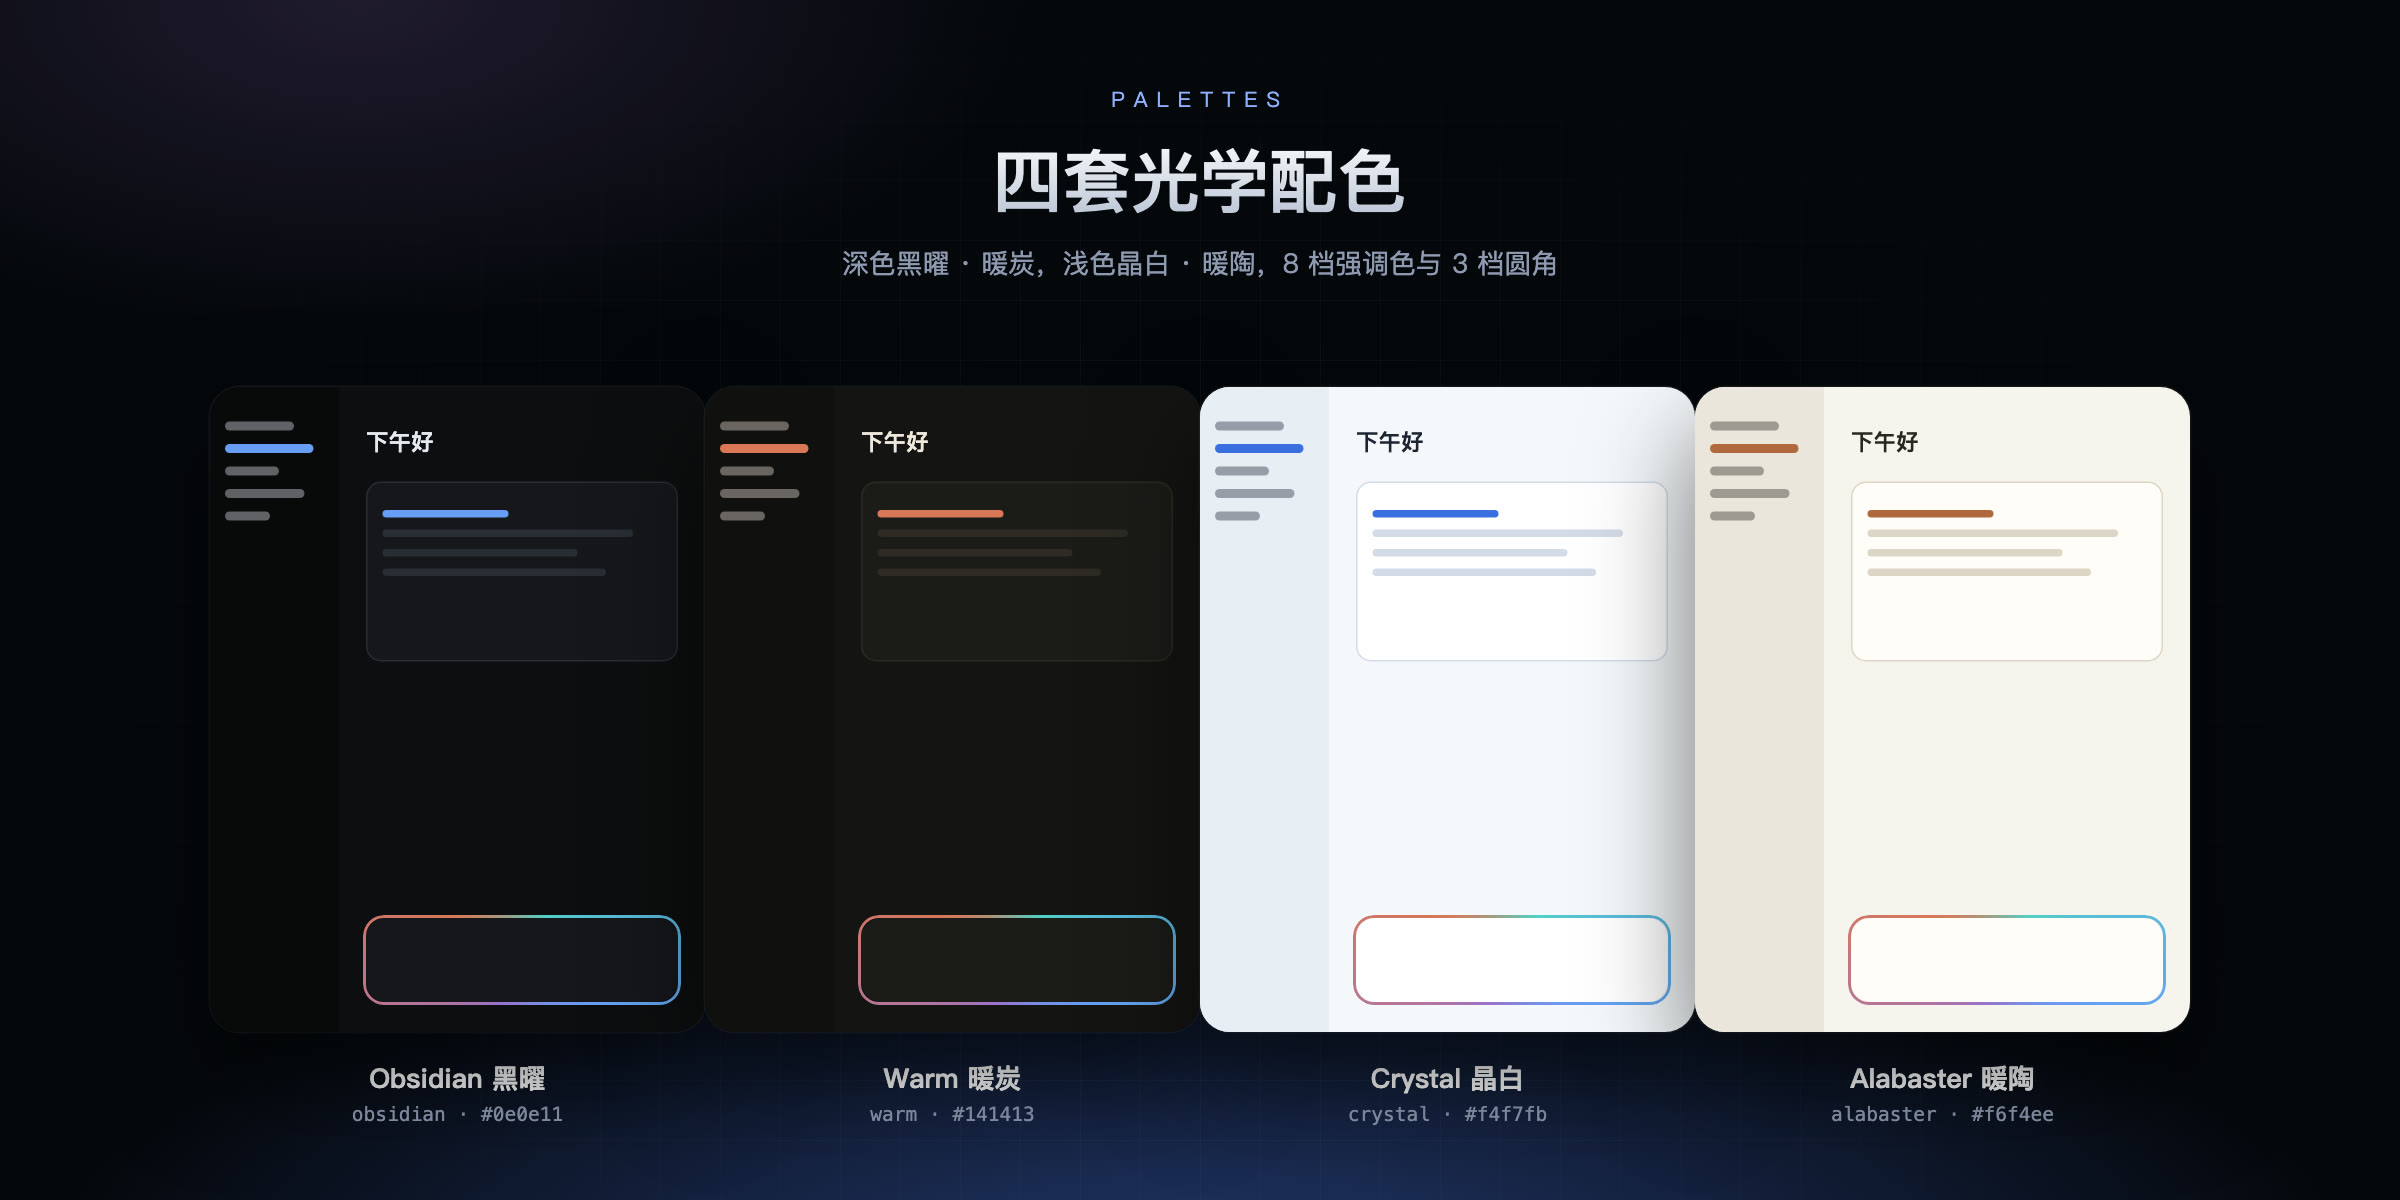 PALETTES
四套光学配色
深色黑曜 · 暖炭，浅色晶白 · 暖陶，8 档强调色与 3 档圆角
下午好
下午好
下午好
下午好
Obsidian 黑曜
obsidian · #0e0e11
Warm 暖炭
warm · #141413
Crystal 晶白
crystal · #f4f7fb
Alabaster 暖陶
alabaster · #f6f4ee